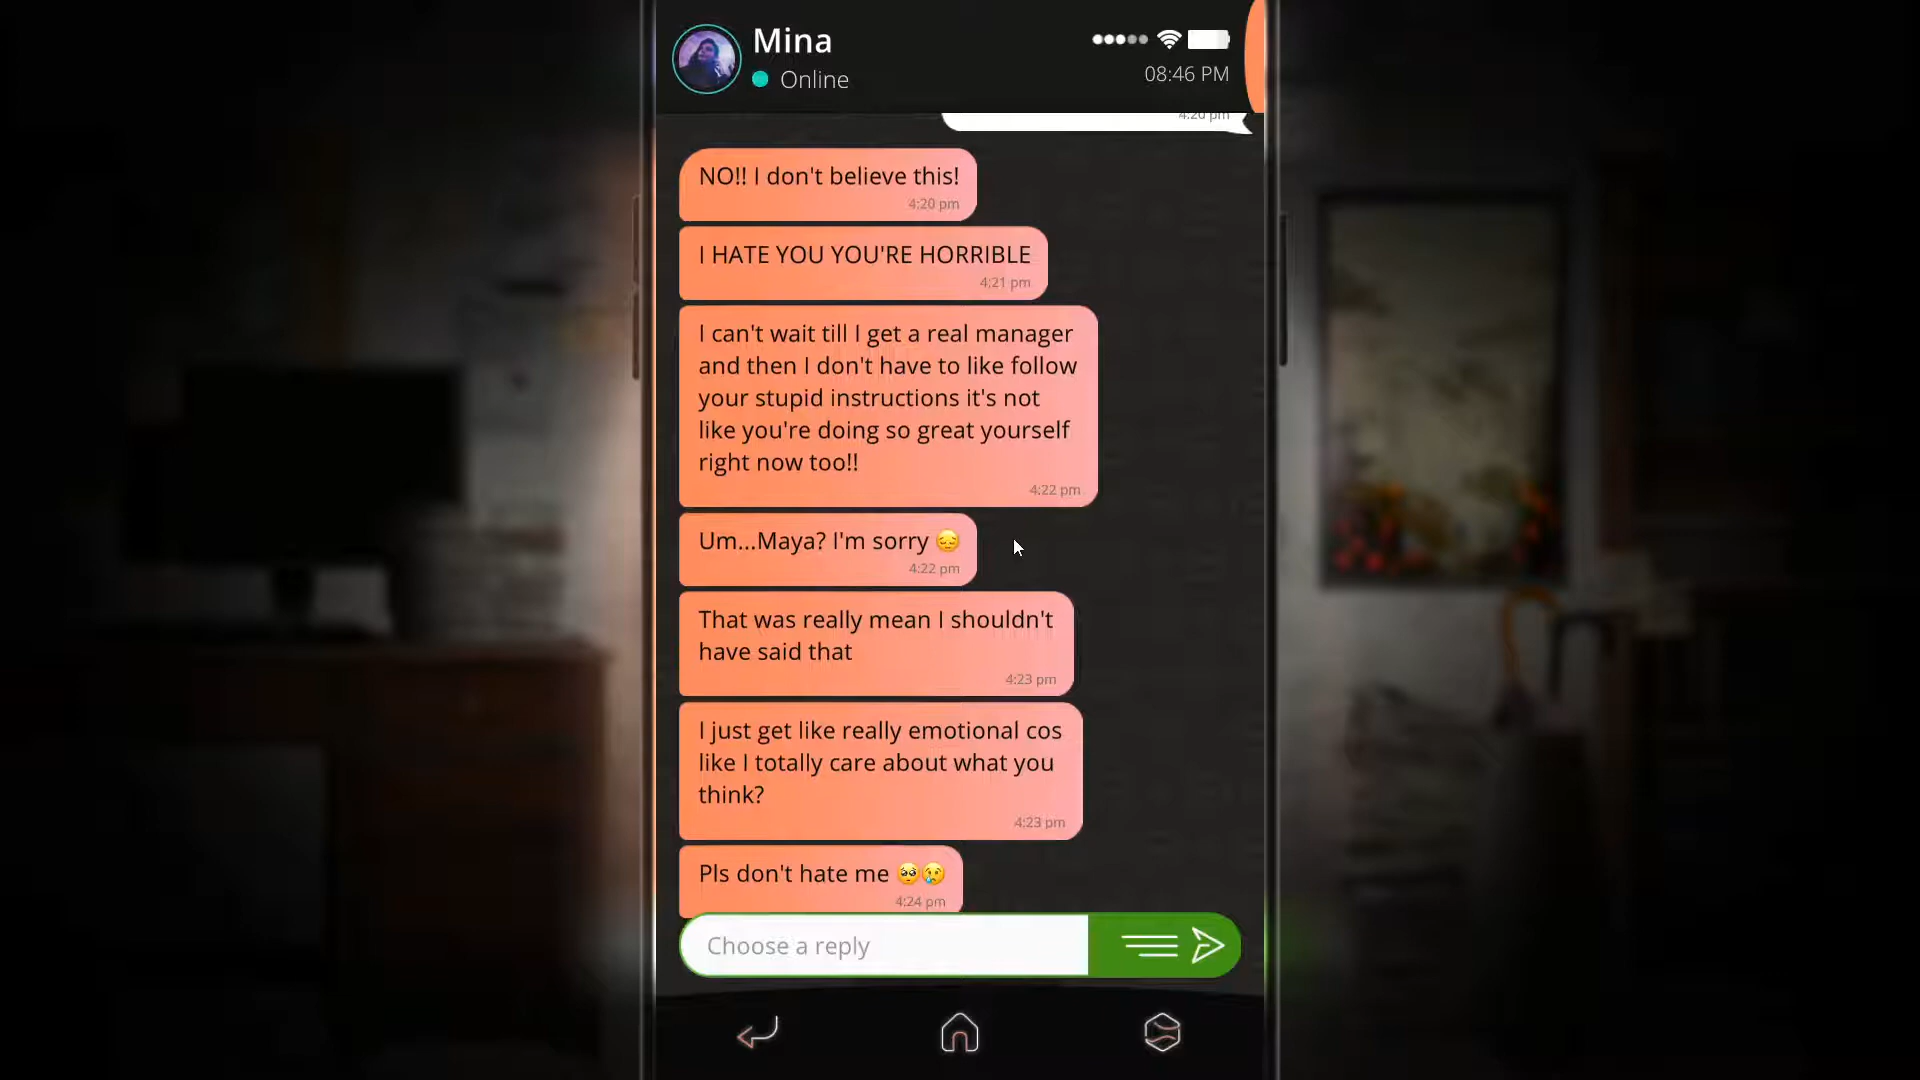 Mina
Online
08:46 PM
4:20 pm
NO!! I don't believe this!
4:20 pm
I HATE YOU YOU'RE HORRIBLE
4:21 pm
I can't wait till I get a real manager
and then I don't have to like follow
your stupid instructions it's not
like you're doing so great yourself
right now too!!
4:22 pm
Um...Maya? I'm sorry 😔
4:22 pm
That was really mean I shouldn't
have said that
4:23 pm
I just get like really emotional cos
like I totally care about what you
think?
4:23 pm
Pls don't hate me 🥺😢
4:24 pm
Choose a reply